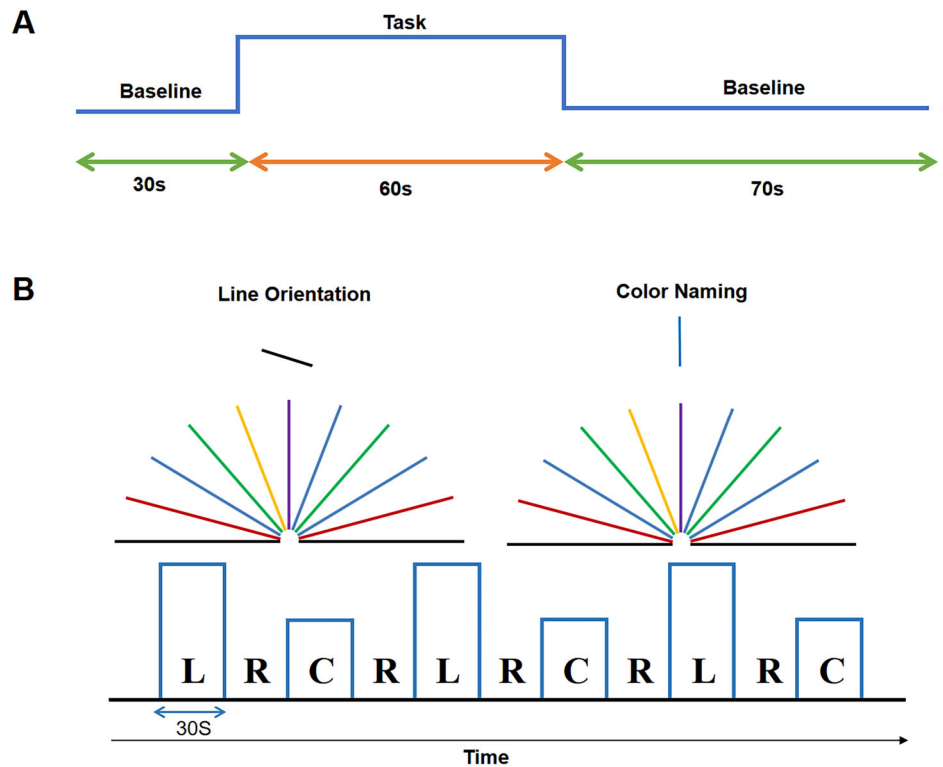 A
Task
Baseline
Baseline
30s
60s
70s
B
Line Orientation
Color Naming
L R C R L R C R L R C
30S
Time